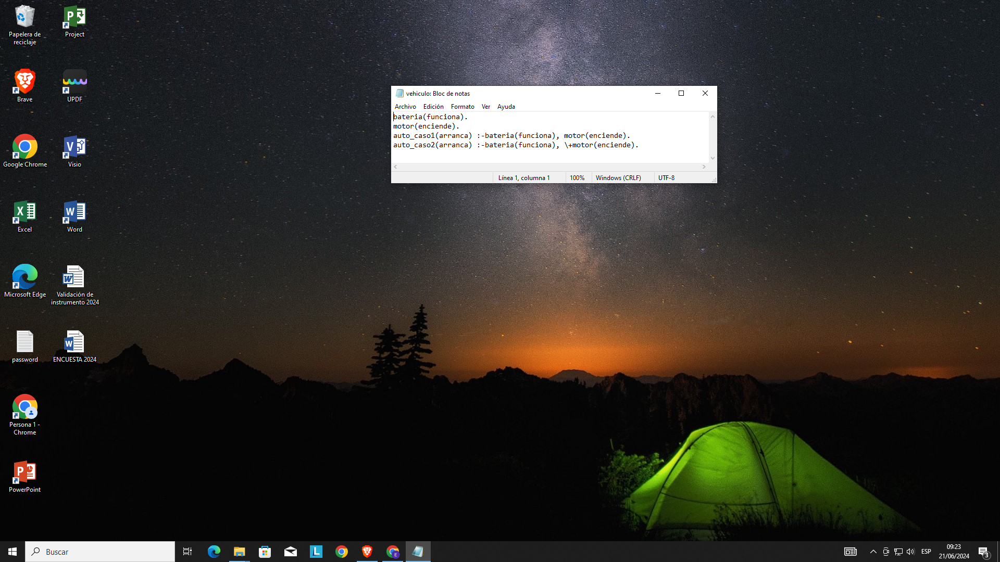 Papelera de
reciclaje
Project
Brave
UPDF
Google Chrome
Visio
Excel
Word
Microsoft Edge
Validación de
instrumento 2024
password
ENCUESTA 2024
Persona 1 -
Chrome
PowerPoint
vehiculo: Bloc de notas
Archivo Edición Formato Ver Ayuda
bateria(funciona).
motor(enciende).
auto_caso1(arranca) :-bateria(funciona), motor(enciende).
auto_caso2(arranca) :-bateria(funciona), \+motor(enciende).
Línea 1, columna 1 100% Windows (CRLF) UTF-8
Buscar
ESP
09:23
21/06/2024
3